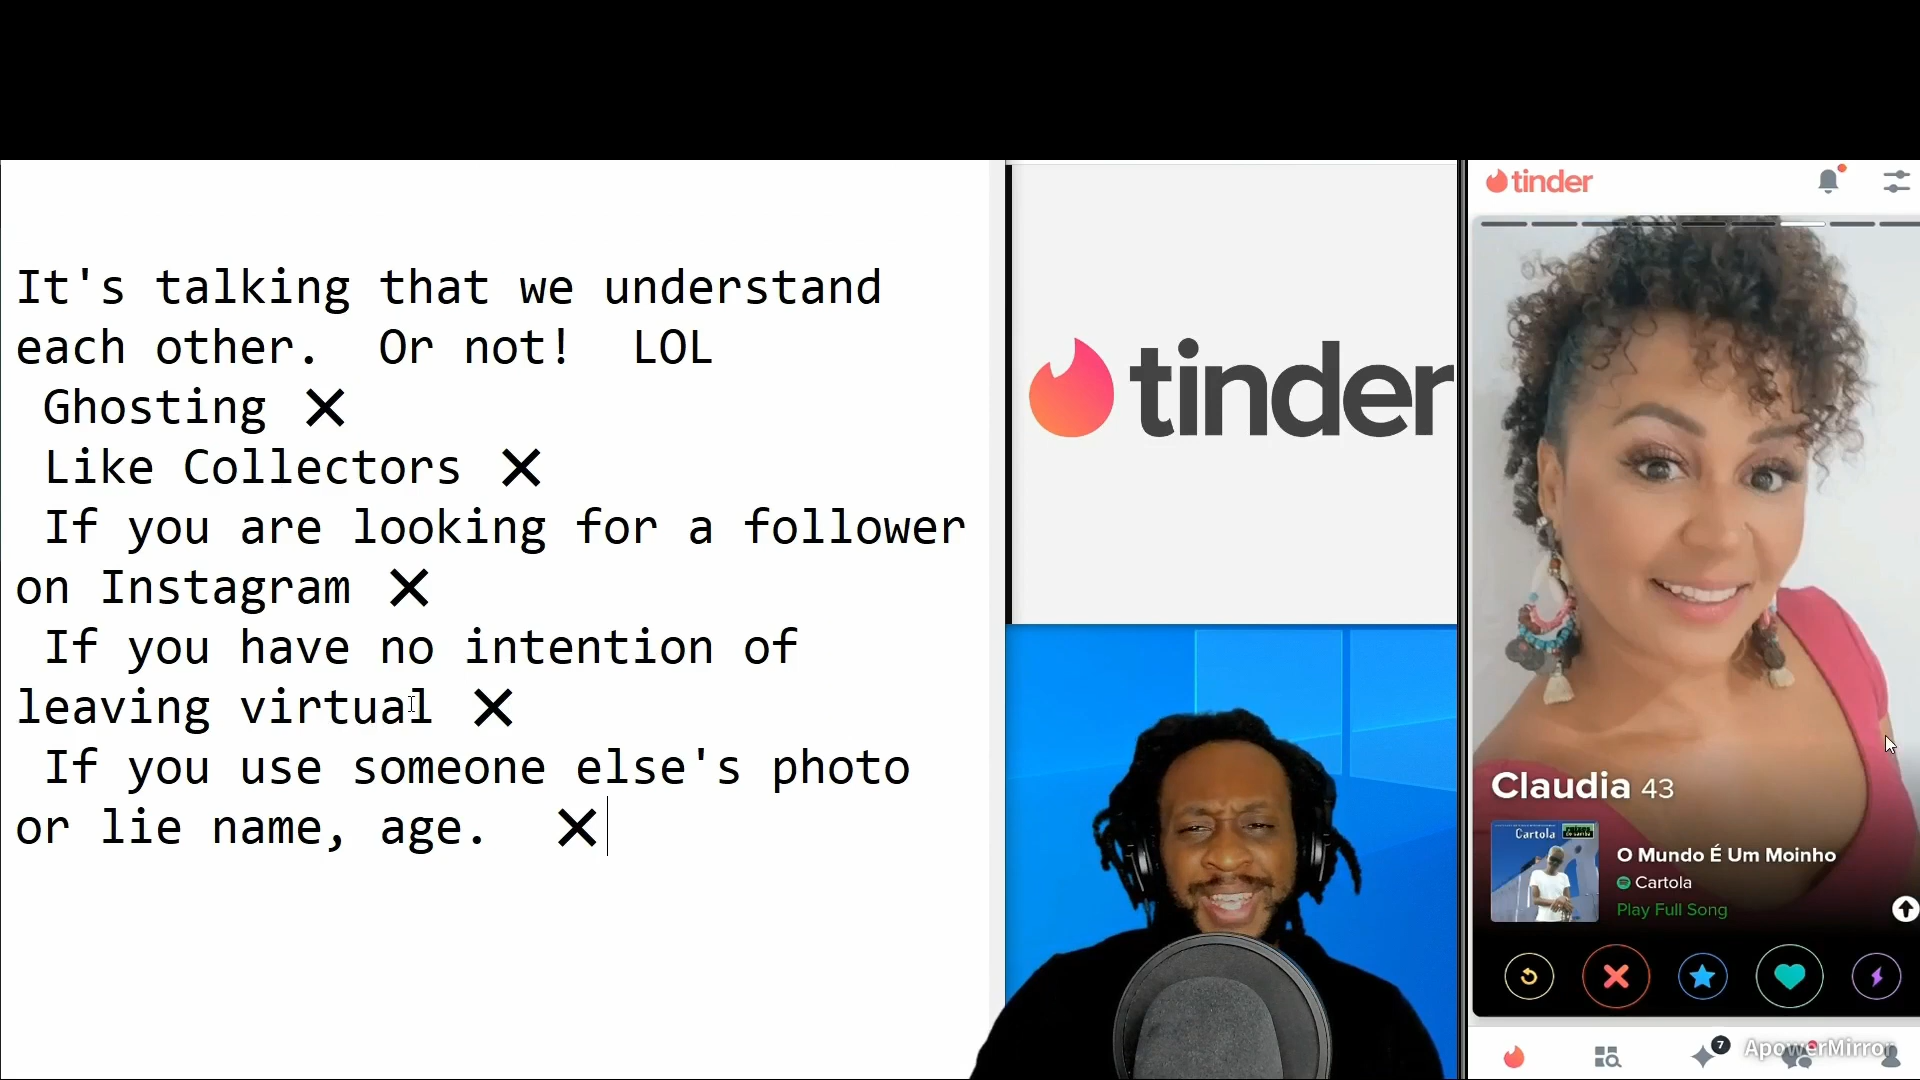 It's talking that we understand
each other. Or not! LOL
Ghosting ❌
Like Collectors ❌
If you are looking for a follower
on Instagram ❌
If you have no intention of
leaving virtual ❌
If you use someone else's photo
or lie name, age. ❌
tinder
tinder
Claudia 43
Cartola
O Mundo É Um Moinho
Cartola
Play Full Song
7
ApowerMirror